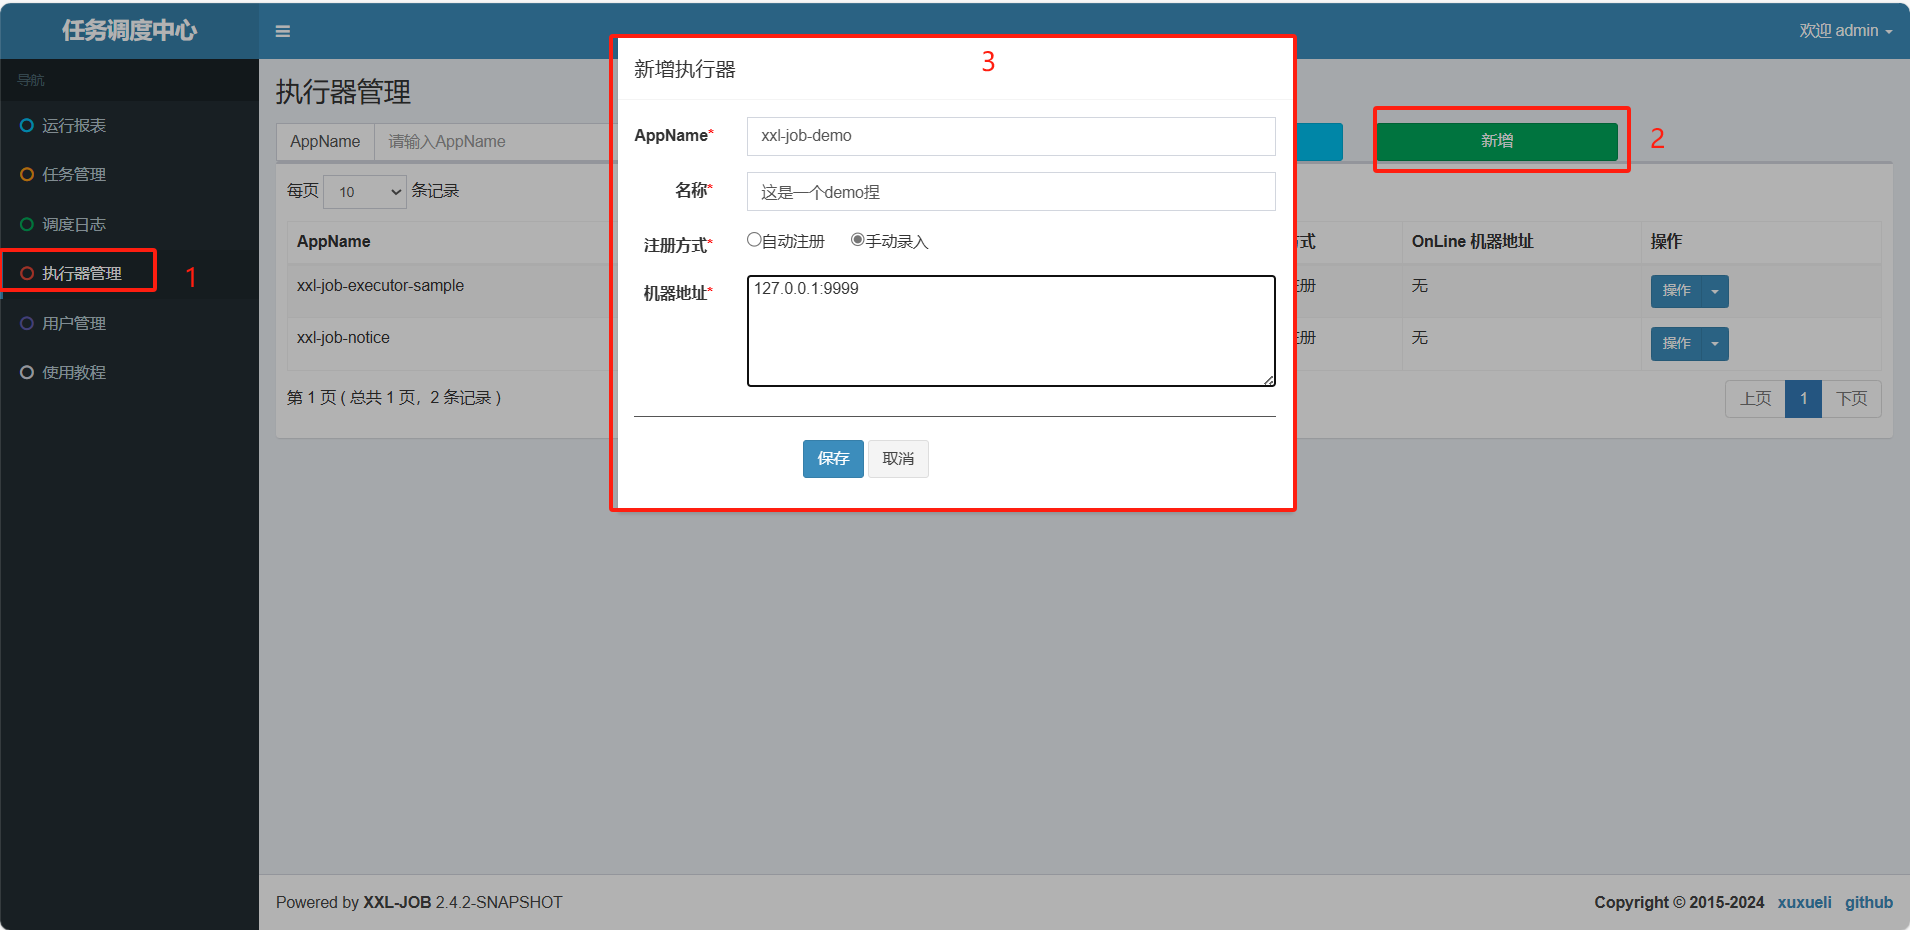 任务调度中心
欢迎 admin
导航
运行报表
任务管理
调度日志
执行器管理
1
用户管理
使用教程
执行器管理
AppName 请输入AppName
新增
2
每页 10 条记录
AppName 式 OnLine 机器地址 操作
xxl-job-executor-sample 册 无 操作
xxl-job-notice 册 无 操作
第 1 页 ( 总共 1 页，2 条记录 )
上页 1 下页
新增执行器
3
AppName* xxl-job-demo
名称* 这是一个demo捏
注册方式* 自动注册 手动录入
机器地址* 127.0.0.1:9999
保存 取消
Powered by XXL-JOB 2.4.2-SNAPSHOT
Copyright © 2015-2024 xuxueli github